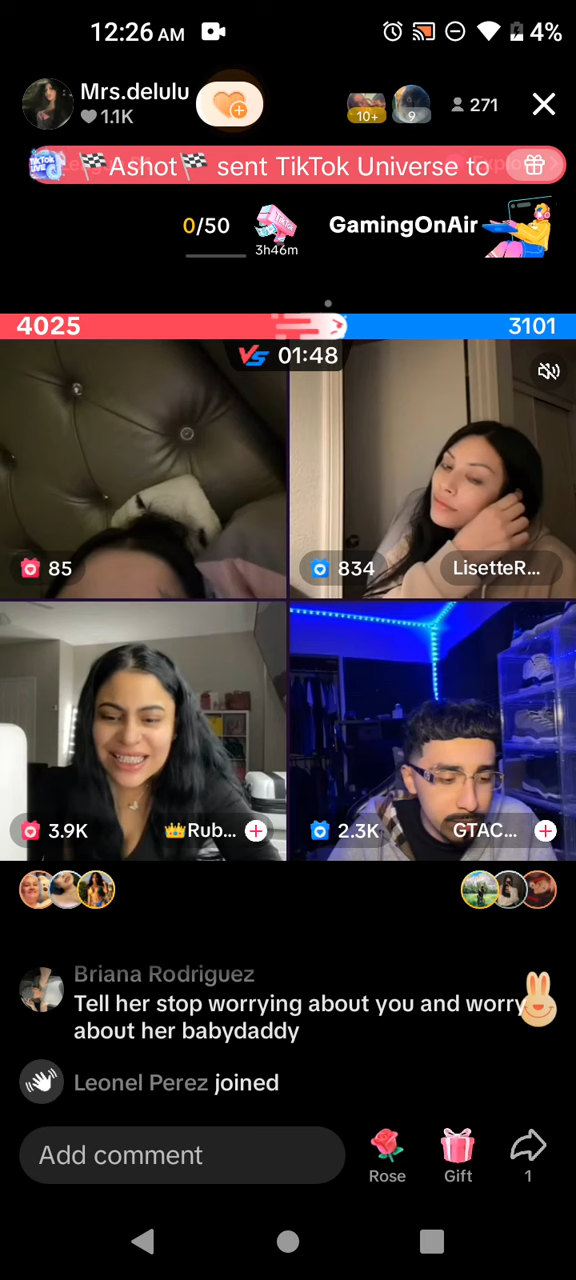 12:26 AM
4%
Mrs.delulu
1.1K
10+
9
271
🏁Ashot🏁 sent TikTok Universe to
0/50
3h46m
GamingOnAir
4025
3101
VS 01:48
85
834
LisetteR...
3.9K
👑Rub...
2.3K
GTAC...
Briana Rodriguez
Tell her stop worrying about you and worry
about her babydaddy
Leonel Perez joined
Add comment
Rose
Gift
1